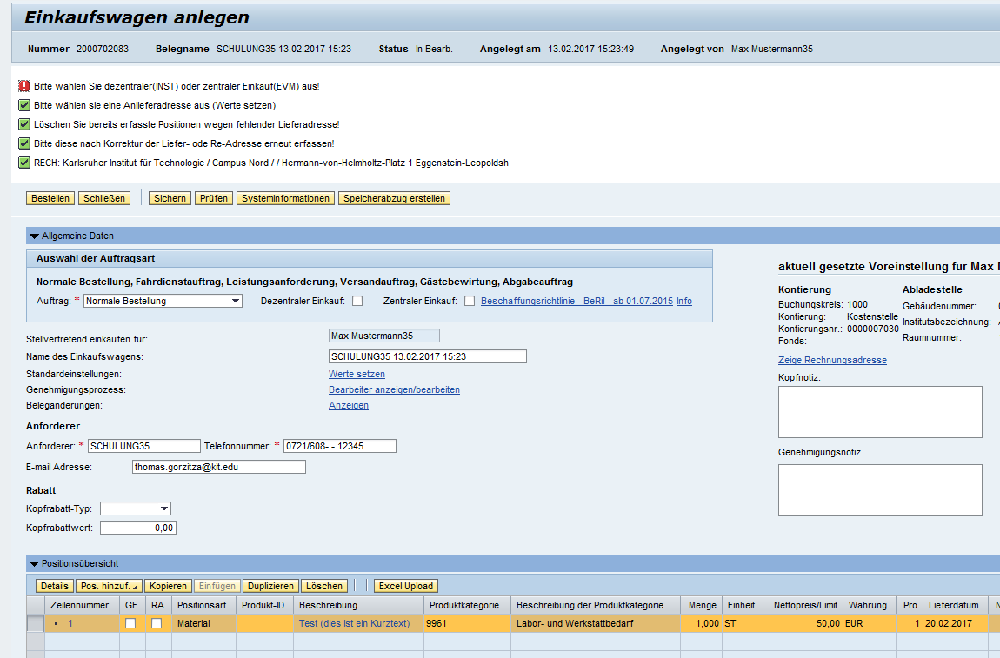 Einkaufswagen anlegen
Nummer 2000702083 Belegname SCHULUNG35 13.02.2017 15:23 Status In Bearb. Angelegt am 13.02.2017 15:23:49 Angelegt von Max Mustermann35
Bitte wählen Sie dezentraler(INST) oder zentraler Einkauf(EVM) aus!
Bitte wählen sie eine Anlieferadresse aus (Werte setzen)
Löschen Sie bereits erfasste Positionen wegen fehlender Lieferadresse!
Bitte diese nach Korrektur der Liefer- ode Re-Adresse erneut erfassen!
RECH: Karlsruher Institut für Technologie / Campus Nord / / Hermann-von-Helmholtz-Platz 1 Eggenstein-Leopoldsh
Bestellen Schließen Sichern Prüfen Systeminformationen Speicherabzug erstellen
Allgemeine Daten
Auswahl der Auftragsart
Normale Bestellung, Fahrdienstauftrag, Leistungsanforderung, Versandauftrag, Gästebewirtung, Abgabeauftrag
Auftrag: * Normale Bestellung Dezentraler Einkauf: Zentraler Einkauf: Beschaffungsrichtlinie - BeRil - ab 01.07.2015 Info
Stellvertretend einkaufen für: Max Mustermann35
Name des Einkaufswagens: SCHULUNG35 13.02.2017 15:23
Standardeinstellungen: Werte setzen
Genehmigungsprozess: Bearbeiter anzeigen/bearbeiten
Belegänderungen: Anzeigen
Anforderer
Anforderer: * SCHULUNG35 Telefonnummer: * 0721/608- - 12345
E-mail Adresse: thomas.gorzitza@kit.edu
Rabatt
Kopfrabatt-Typ:
Kopfrabattwert: 0,00
aktuell gesetzte Voreinstellung für Max
Kontierung Abladestelle
Buchungskreis: 1000 Gebäudenummer:
Kontierung: Kostenstelle Institutsbezeichnung:
Kontierungsnr.: 0000007030 Raumnummer:
Fonds:
Zeige Rechnungsadresse
Kopfnotiz:
Genehmigungsnotiz
Positionsübersicht
Details Pos. hinzuf. Kopieren Einfügen Duplizieren Löschen Excel Upload
Zeilennummer GF RA Positionsart Produkt-ID Beschreibung Produktkategorie Beschreibung der Produktkategorie Menge Einheit Nettopreis/Limit Währung Pro Lieferdatum
• 1 Material Test (dies ist ein Kurztext) 9961 Labor- und Werkstattbedarf 1,000 ST 50,00 EUR 1 20.02.2017